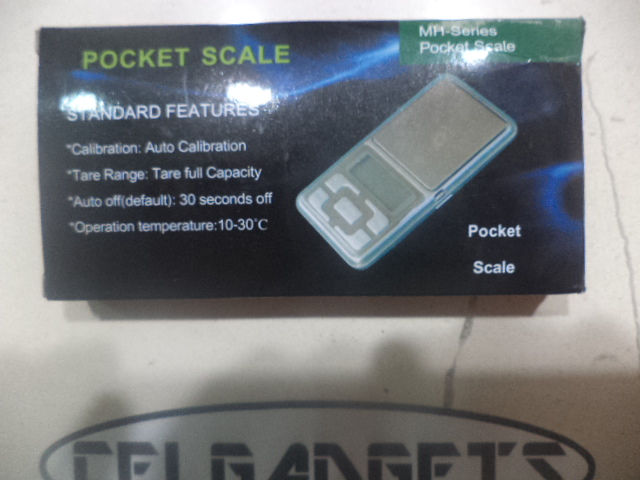 MH-Series
Pocket Scale
POCKET SCALE
STANDARD FEATURES
*Calibration: Auto Calibration
*Tare Range: Tare full Capacity
*Auto off(default): 30 seconds off
*Operation temperature:10-30°C
Pocket
Scale
CELGADGETS